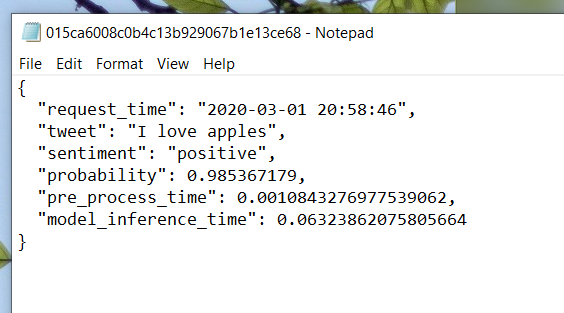 015ca6008c0b4c13b929067b1e13ce68 - Notepad
File Edit Format View Help
{
"request_time": "2020-03-01 20:58:46",
"tweet": "I love apples",
"sentiment": "positive",
"probability": 0.985367179,
"pre_process_time": 0.0010843276977539062,
"model_inference_time": 0.06323862075805664
}